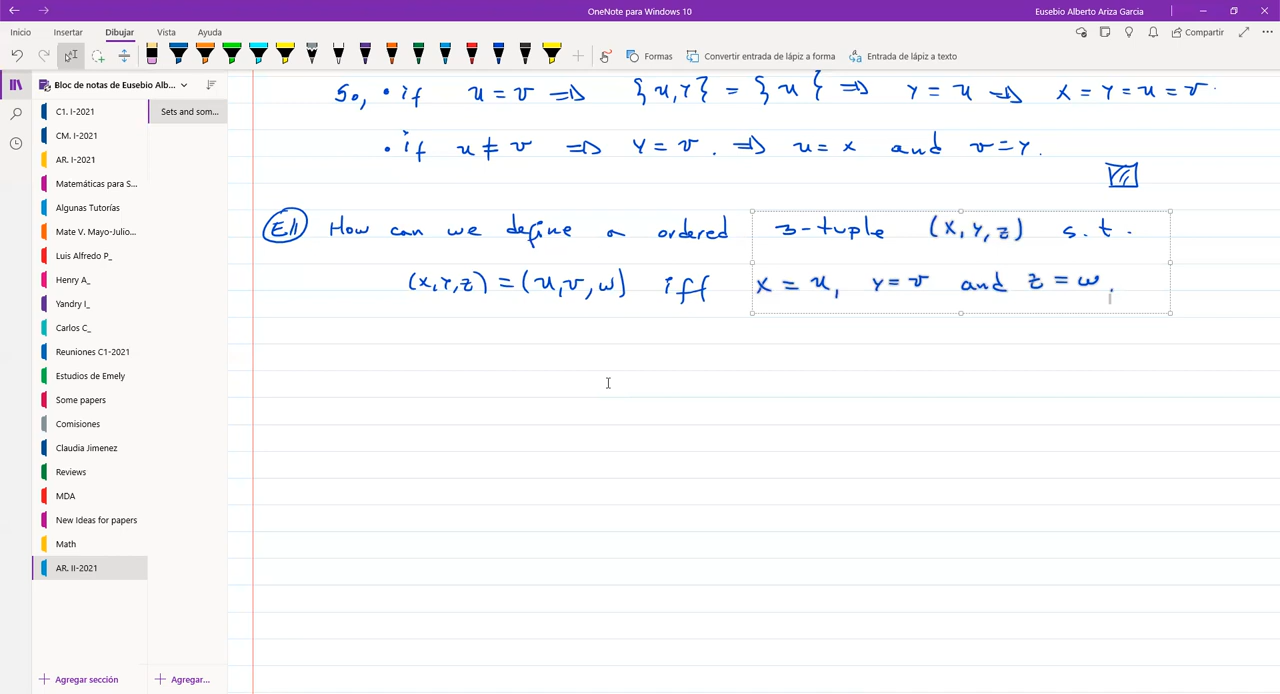 OneNote para Windows 10
Eusebio Alberto Ariza Garcia
Inicio Insertar Dibujar Vista Ayuda
Compartir
Formas Convertir entrada de lápiz a forma Entrada de lápiz a texto
Bloc de notas de Eusebio Alb...
C1. I-2021
CM. I-2021
AR. I-2021
Matemáticas para S...
Algunas Tutorías
Mate V. Mayo-Julio...
Luis Alfredo P_
Henry A_
Yandry I_
Carlos C_
Reuniones C1-2021
Estudios de Emely
Some papers
Comisiones
Claudia Jimenez
Reviews
MDA
New Ideas for papers
Math
AR. II-2021
Agregar sección
Sets and som...
Agregar...
So, • if u = v ⇒ {u, y} = {u} ⇒ y = u ⇒ x = y = u = v.
• if u ≠ v ⇒ y = v. ⇒ u = x and v = y.
E11 How can we define a ordered 3-tuple (x, y, z) s.t.
(x, y, z) = (u, v, w) iff x = u, y = v and z = w.